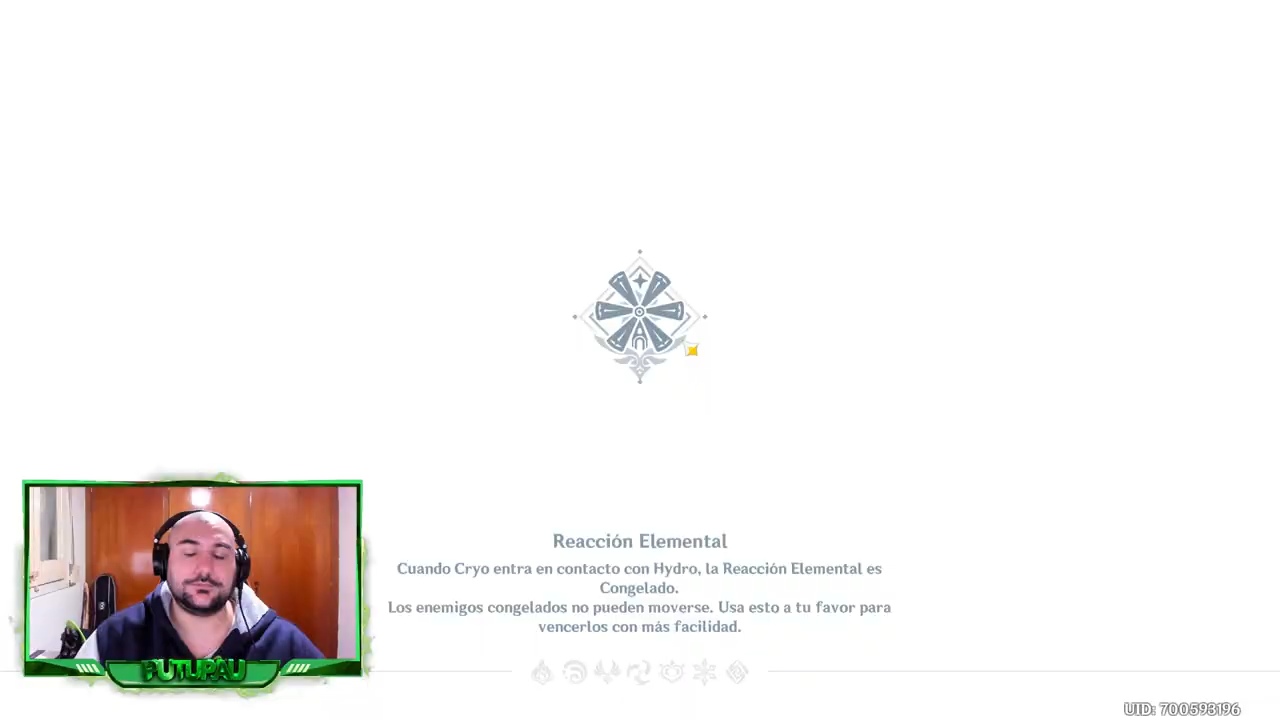 Reacción Elemental
Cuando Cryo entra en contacto con Hydro, la Reacción Elemental es
Congelado.
Los enemigos congelados no pueden moverse. Usa esto a tu favor para
vencerlos con más facilidad.
FUTUPAU
UID: 700593196